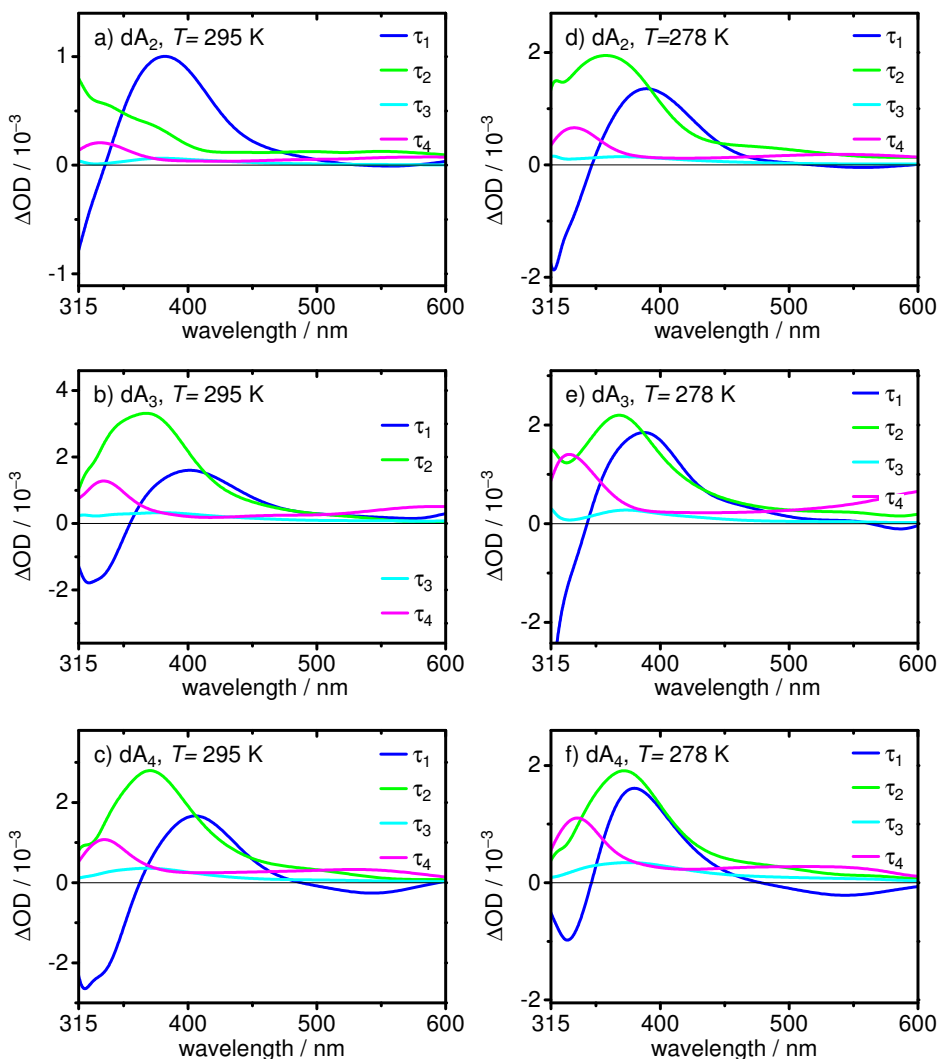 a) dA₂, T= 295 K
τ₁
τ₂
τ₃
τ₄
1
0
-1
ΔOD / 10⁻³
315 400 500 600
wavelength / nm
d) dA₂, T=278 K
τ₁
τ₂
τ₃
τ₄
2
0
-2
ΔOD / 10⁻³
315 400 500 600
wavelength / nm
b) dA₃, T= 295 K
τ₁
τ₂
τ₃
τ₄
4
2
0
-2
ΔOD / 10⁻³
315 400 500 600
wavelength / nm
e) dA₃, T= 278 K
τ₁
τ₂
τ₃
τ₄
2
0
-2
ΔOD / 10⁻³
315 400 500 600
wavelength / nm
c) dA₄, T= 295 K
τ₁
τ₂
τ₃
τ₄
2
0
-2
ΔOD / 10⁻³
315 400 500 600
wavelength / nm
f) dA₄, T= 278 K
τ₁
τ₂
τ₃
τ₄
2
0
-2
ΔOD / 10⁻³
315 400 500 600
wavelength / nm